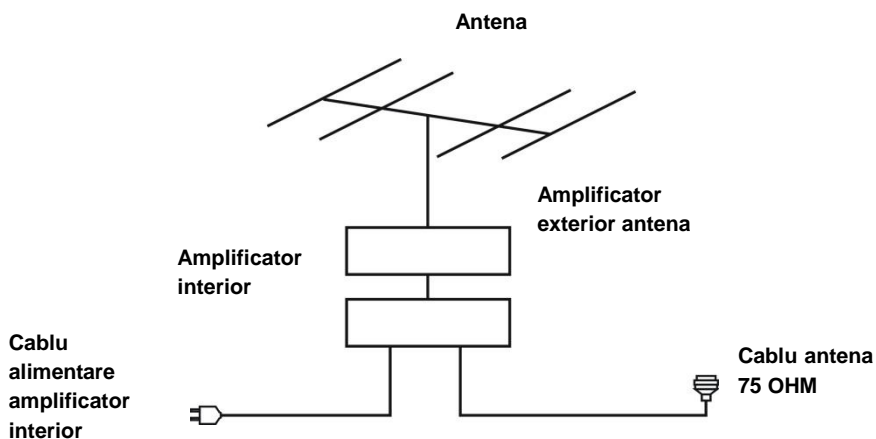 Antena
Amplificator
exterior antena
Amplificator
interior
Cablu
alimentare
amplificator
interior
Cablu antena
75 OHM